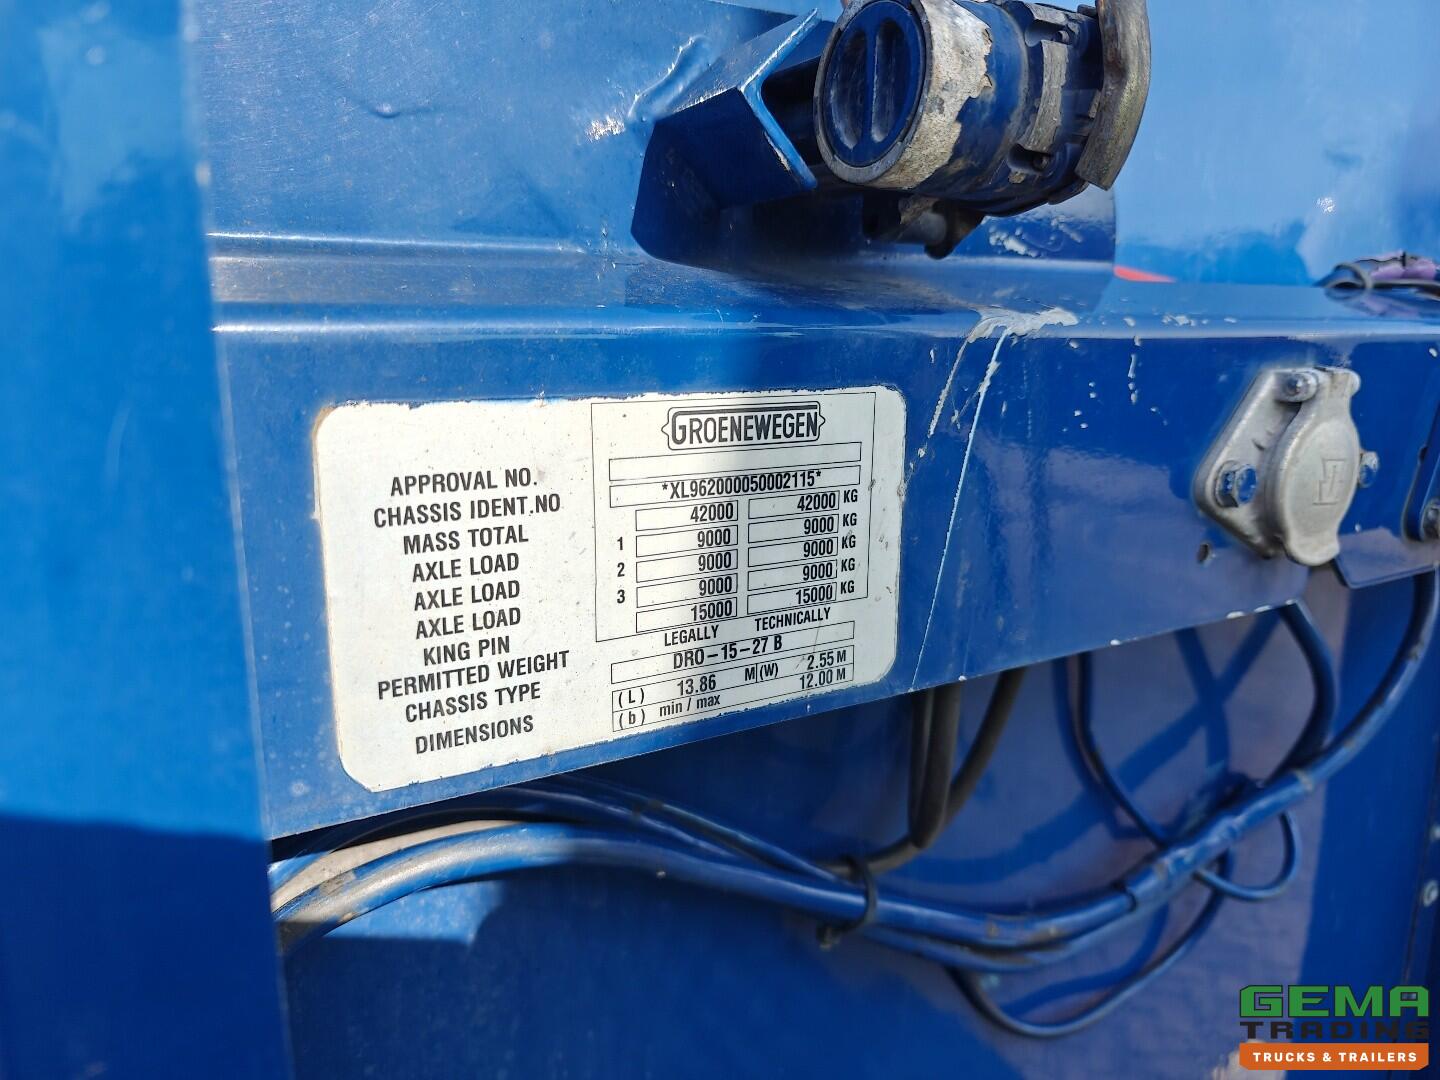 GROENEWEGEN
APPROVAL NO.
CHASSIS IDENT.NO *XL962000050002115*
MASS TOTAL 42000 42000 KG
AXLE LOAD 1 9000 9000 KG
AXLE LOAD 2 9000 9000 KG
AXLE LOAD 3 9000 9000 KG
KING PIN 15000 15000 KG
PERMITTED WEIGHT LEGALLY TECHNICALLY
CHASSIS TYPE DRO-15-27 B
DIMENSIONS (L) 13.86 M (W) 2.55 M
(b) min / max 12.00 M
GEMA
TRADING
TRUCKS & TRAILERS